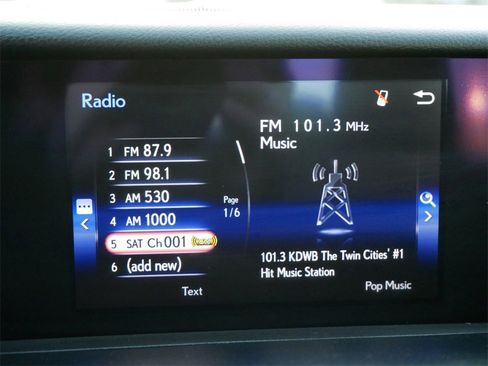 Radio
FM 101.3 MHz
Music
1 FM 87.9
2 FM 98.1
3 AM 530
Page
1/6
4 AM 1000
5 SAT Ch 001
6 (add new)
101.3 KDWB The Twin Cities' #1
Hit Music Station
Text
Pop Music